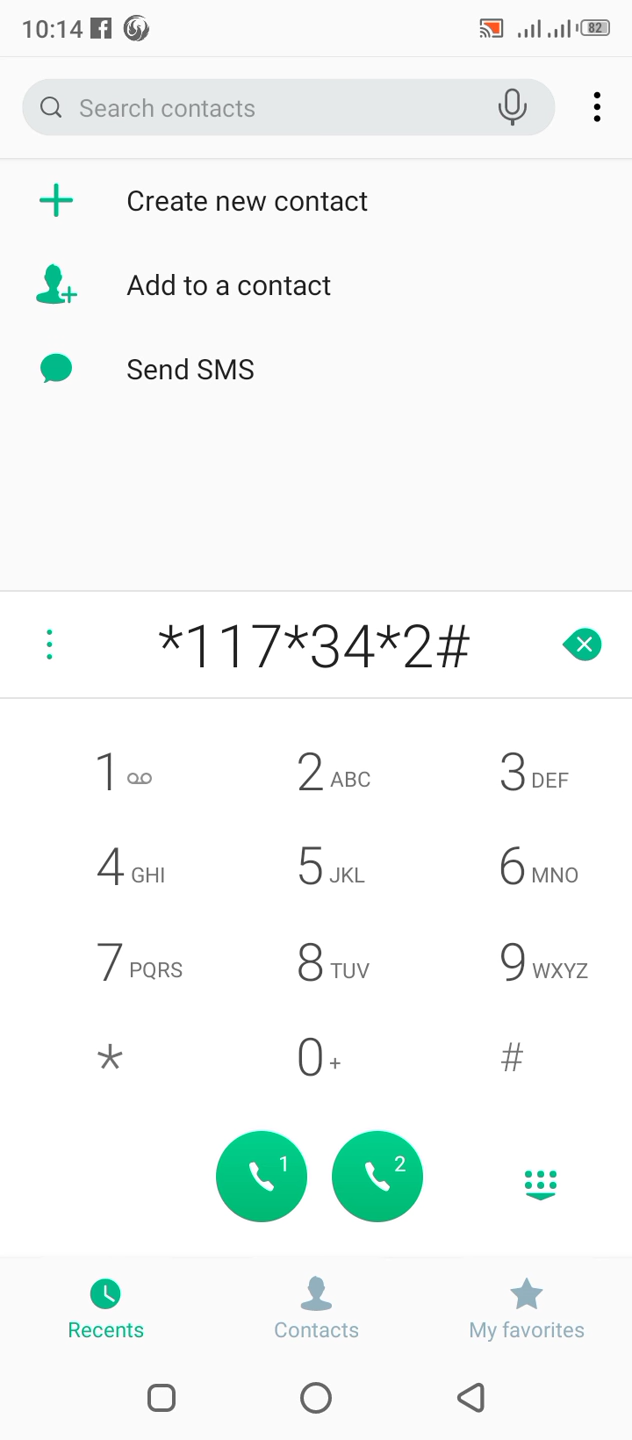 10:14
82
Search contacts
Create new contact
Add to a contact
Send SMS
*117*34*2#
1
2 ABC
3 DEF
4 GHI
5 JKL
6 MNO
7 PQRS
8 TUV
9 WXYZ
*
0 +
#
1
2
Recents
Contacts
My favorites